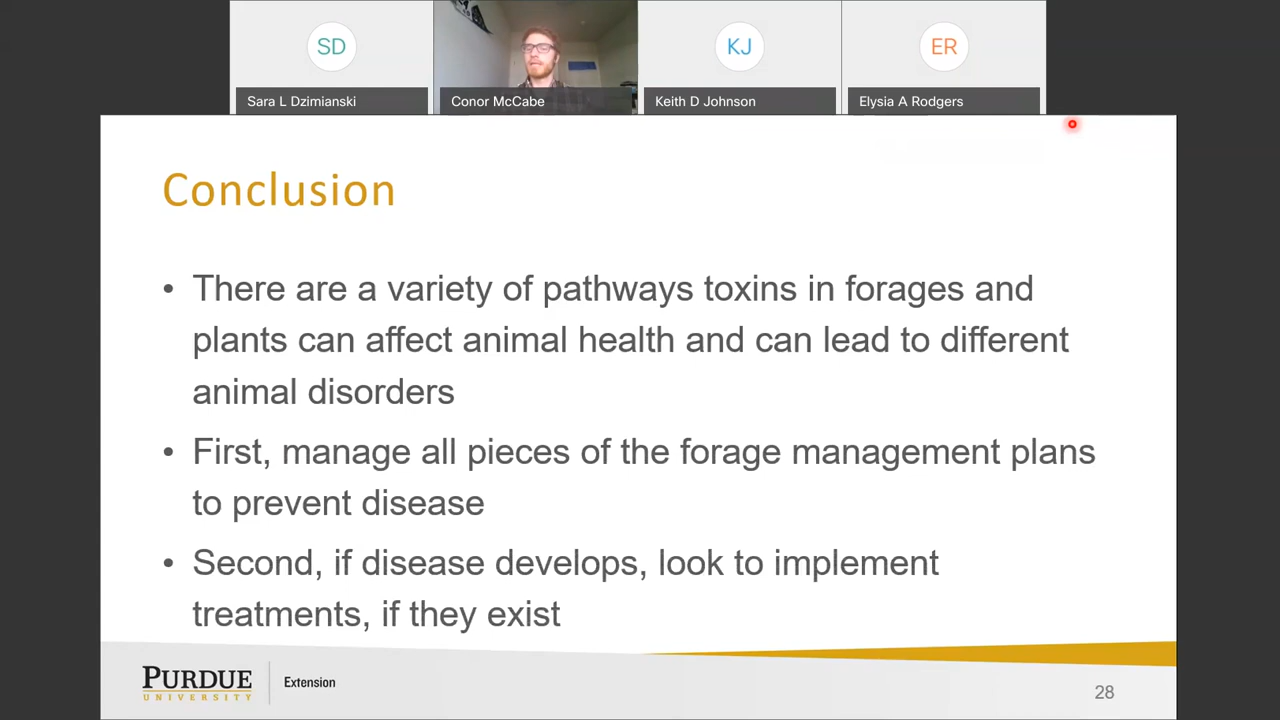 SD
KJ
ER
Sara L Dzimianski
Conor McCabe
Keith D Johnson
Elysia A Rodgers
Conclusion
• There are a variety of pathways toxins in forages and
plants can affect animal health and can lead to different
animal disorders
• First, manage all pieces of the forage management plans
to prevent disease
• Second, if disease develops, look to implement
treatments, if they exist
PURDUE
UNIVERSITY
Extension
28